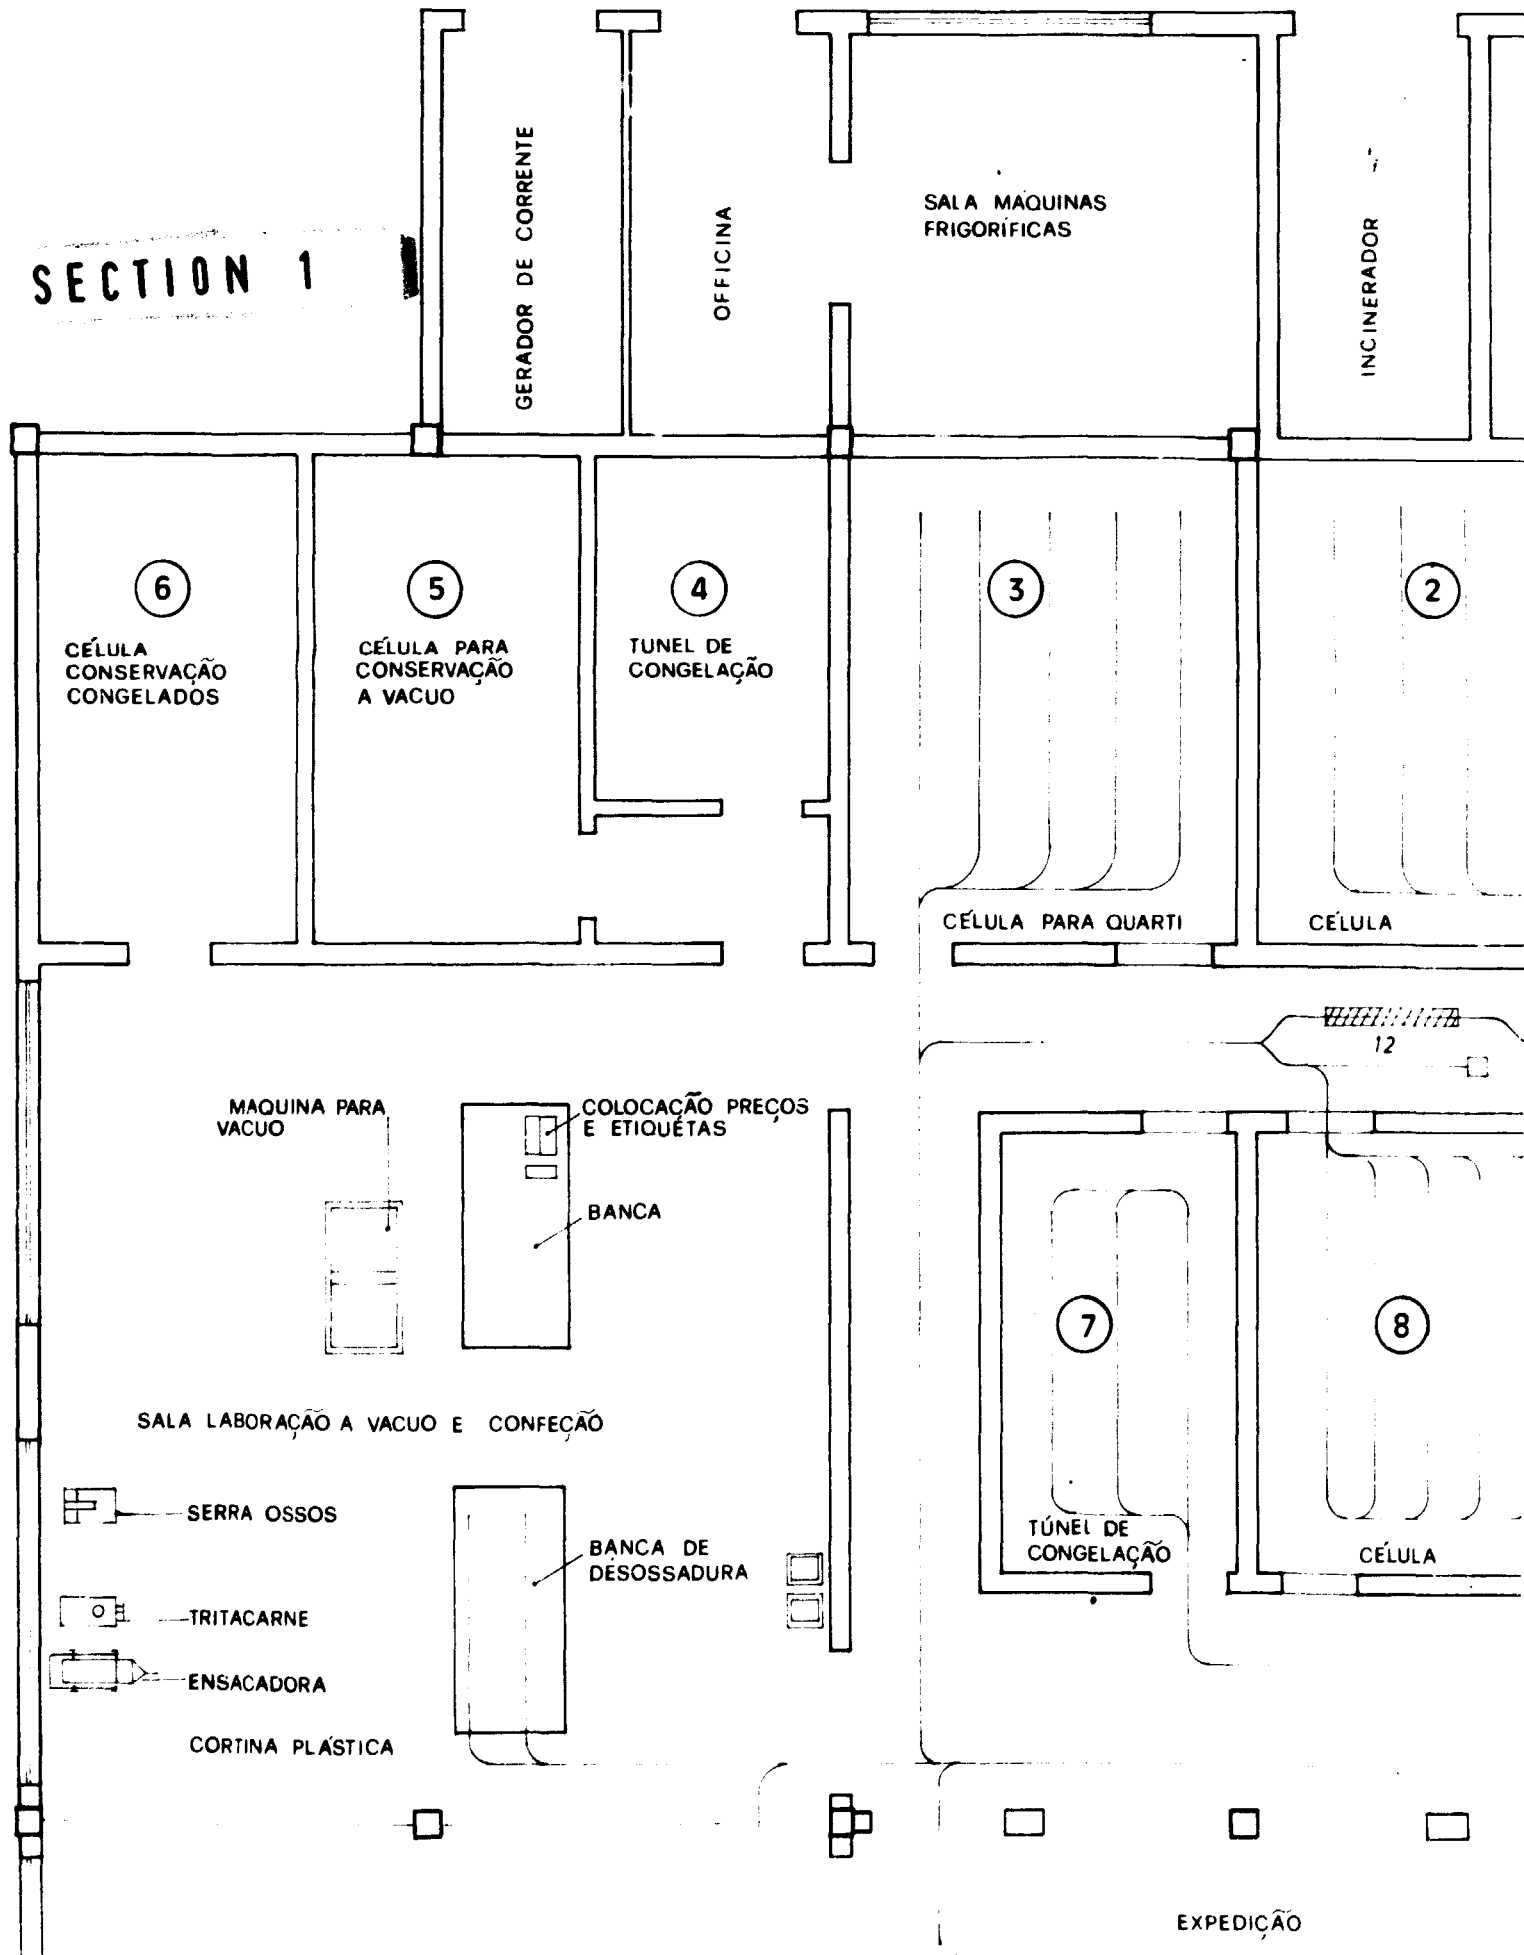 SECTION 1
GERADOR DE CORRENTE
OFFICINA
SALA MÁQUINAS
FRIGORÍFICAS
INCINERADOR
6
CÉLULA
CONSERVAÇÃO
CONGELADOS
5
CÉLULA PARA
CONSERVAÇÃO
A VACUO
4
TUNEL DE
CONGELAÇÃO
3
CÉLULA PARA QUARTI
2
CÉLULA
12
MAQUINA PARA
VACUO
COLOCAÇÃO PREÇOS
E ETIQUÉTAS
BANCA
SALA LABORAÇÃO A VACUO E CONFEÇÃO
SERRA OSSOS
BANCA DE
DESOSSADURA
TRITACARNE
ENSACADORA
CORTINA PLÁSTICA
7
TÚNEL DE
CONGELAÇÃO
8
CÉLULA
EXPEDIÇÃO